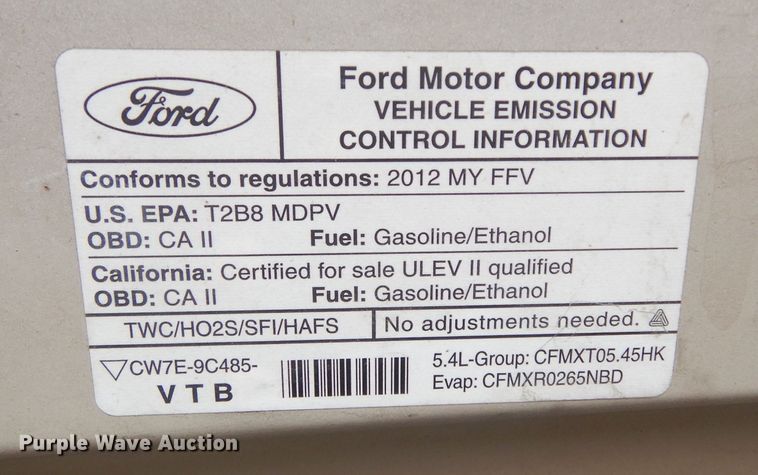 Ford
Ford Motor Company
VEHICLE EMISSION
CONTROL INFORMATION
Conforms to regulations: 2012 MY FFV
U.S. EPA: T2B8 MDPV
OBD: CA II Fuel: Gasoline/Ethanol
California: Certified for sale ULEV II qualified
OBD: CA II Fuel: Gasoline/Ethanol
TWC/HO2S/SFI/HAFS No adjustments needed.
CW7E-9C485-
VTB
5.4L-Group: CFMXT05.45HK
Evap: CFMXR0265NBD
Purple Wave Auction